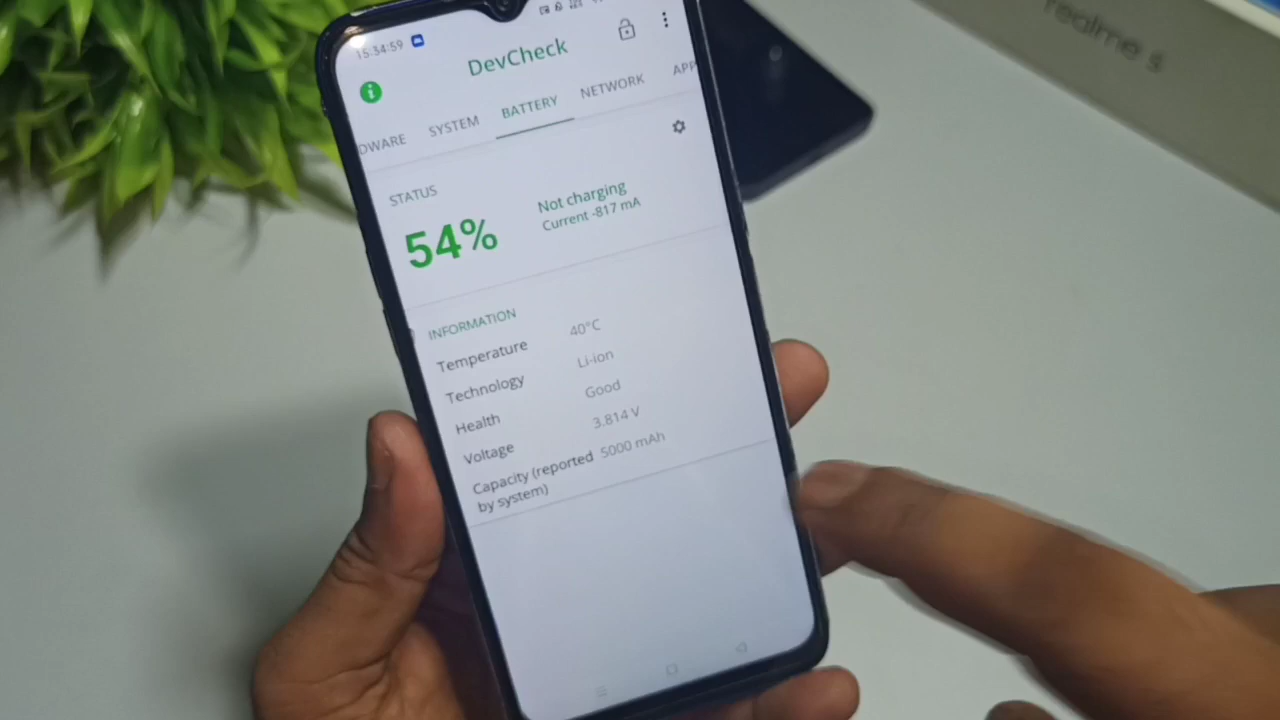 15:34:59
DevCheck
DWARE SYSTEM BATTERY NETWORK APP
STATUS
54%
Not charging
Current -817 mA
INFORMATION
Temperature 40°C
Technology Li-ion
Health Good
Voltage 3.814 V
Capacity (reported by system) 5000 mAh
realme 5